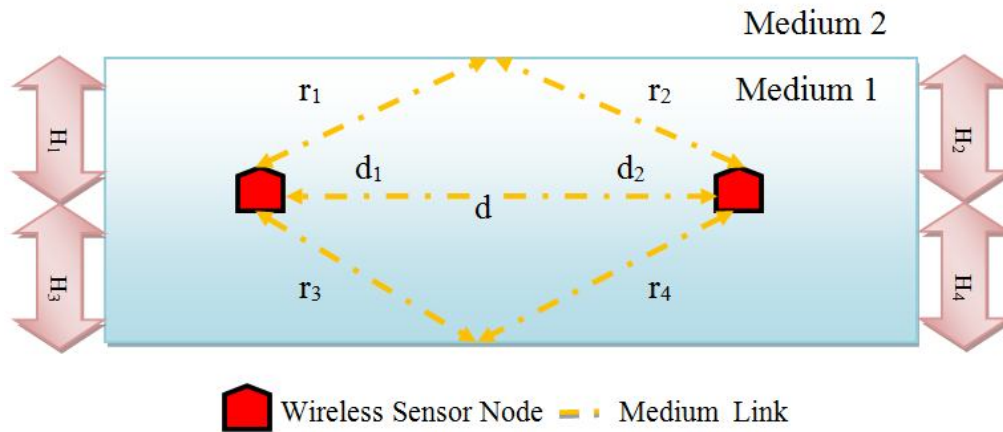 Medium 2
Medium 1
H₁
r₁
r₂
H₂
d₁
d₂
d
H₃
r₃
r₄
H₄
Wireless Sensor Node
Medium Link